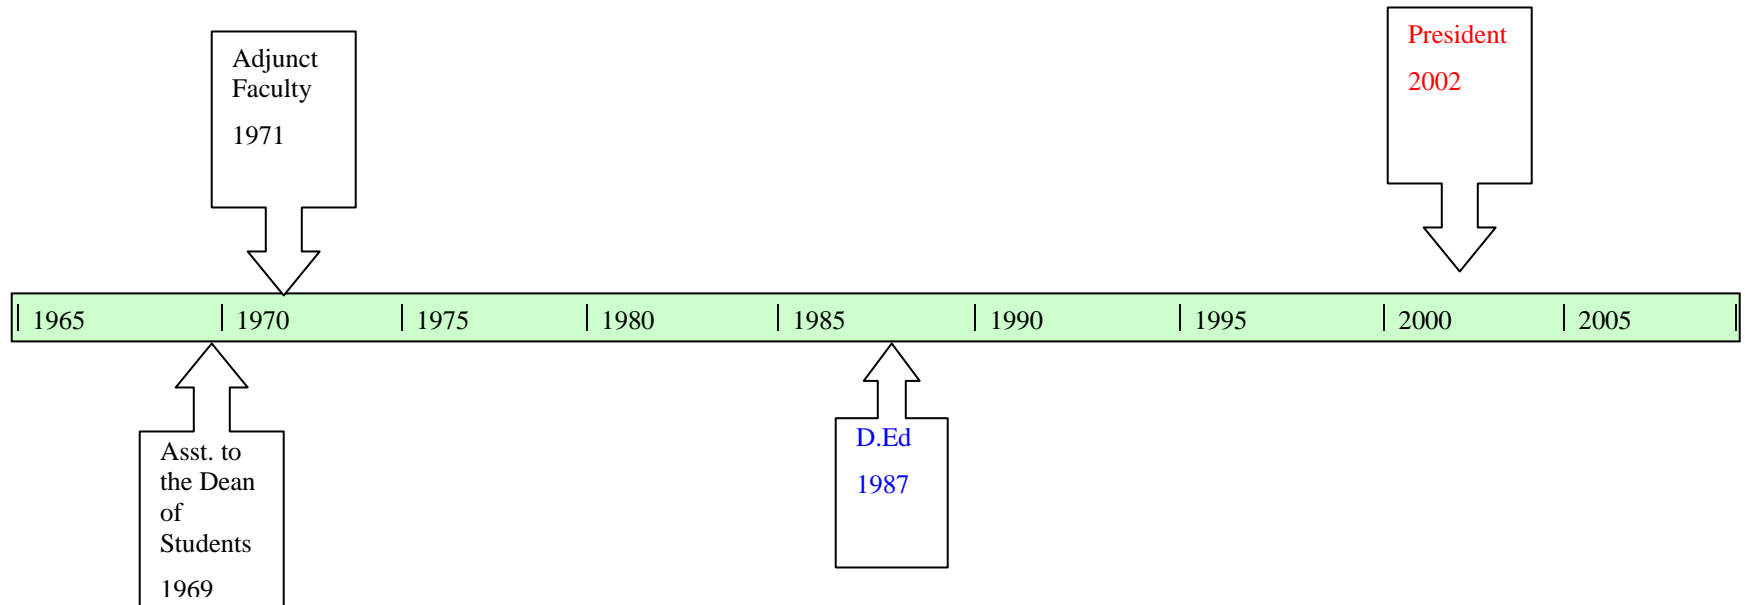 President
2002
Adjunct
Faculty
1971
1965 1970 1975 1980 1985 1990 1995 2000 2005
D.Ed
1987
Asst. to
the Dean
of
Students
1969